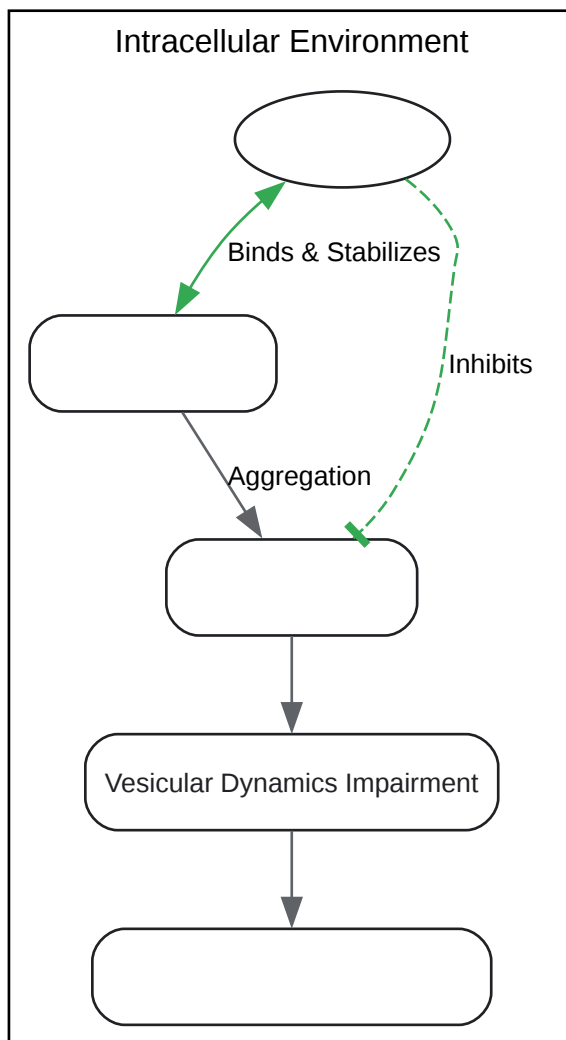 Intracellular Environment
Binds & Stabilizes
Inhibits
Aggregation
Vesicular Dynamics Impairment